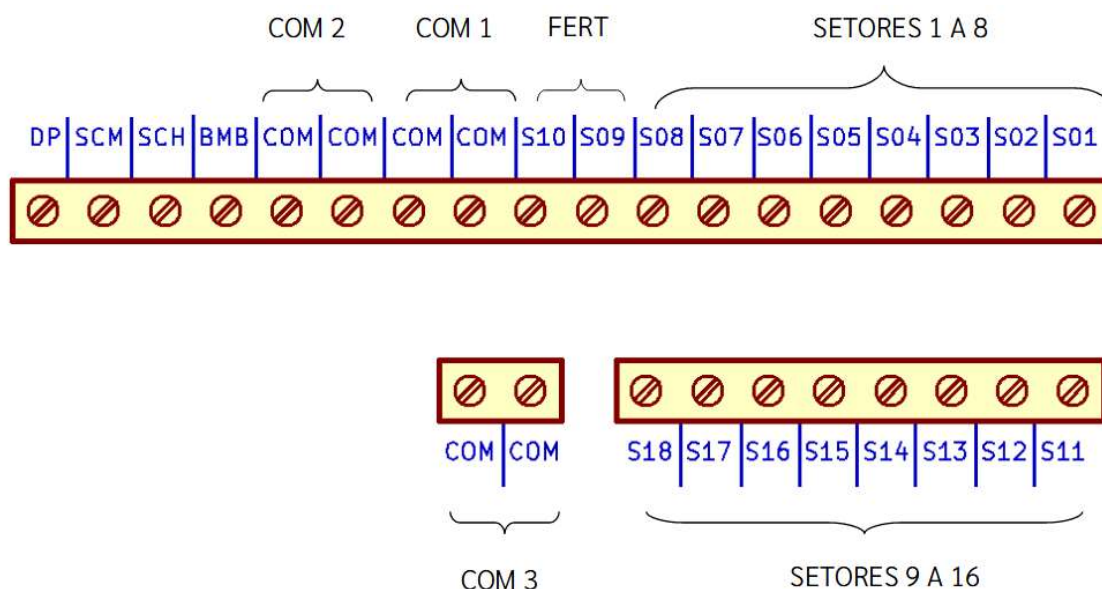 COM 2 COM 1 FERT SETORES 1 A 8
DP SCM SCH BMB COM COM COM COM S10 S09 S08 S07 S06 S05 S04 S03 S02 S01
COM COM S18 S17 S16 S15 S14 S13 S12 S11
COM 3 SETORES 9 A 16